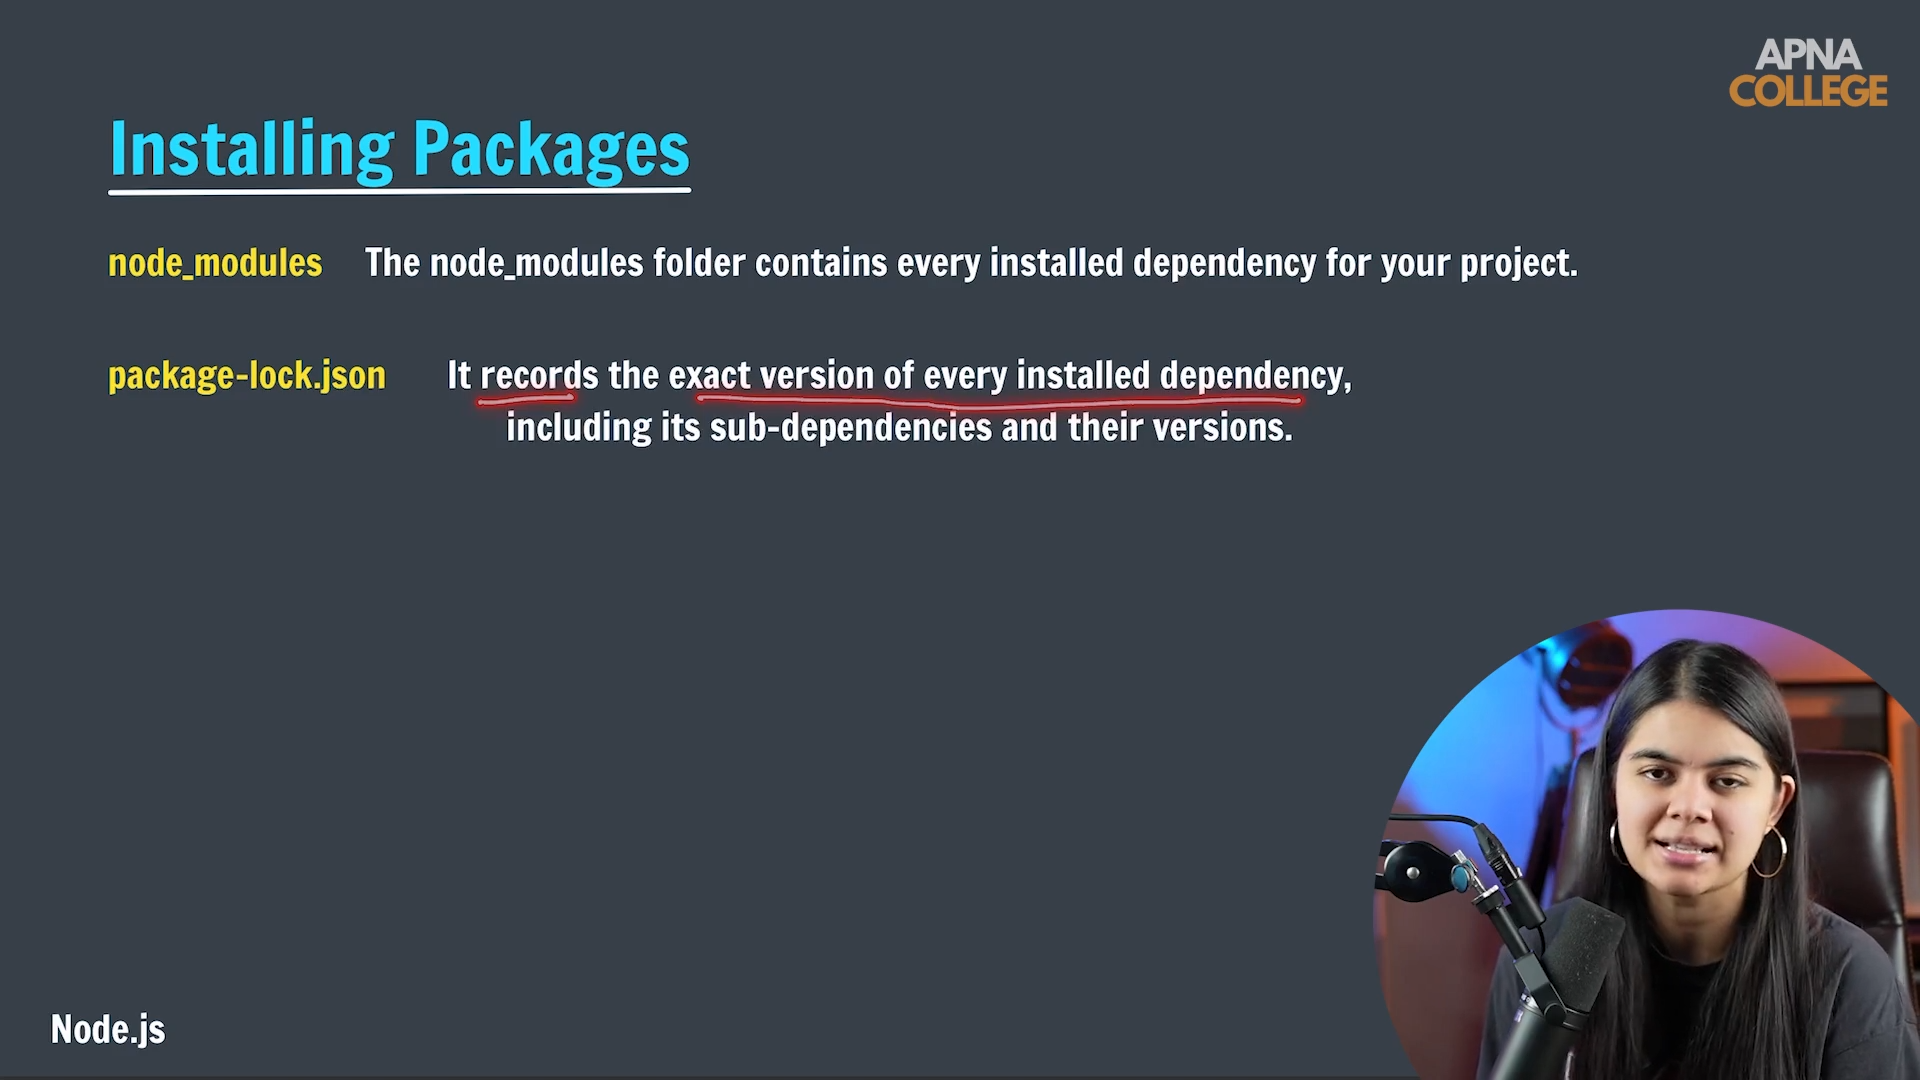 APNA
COLLEGE
Installing Packages
node_modules The node_modules folder contains every installed dependency for your project.
package-lock.json It records the exact version of every installed dependency,
including its sub-dependencies and their versions.
Node.js